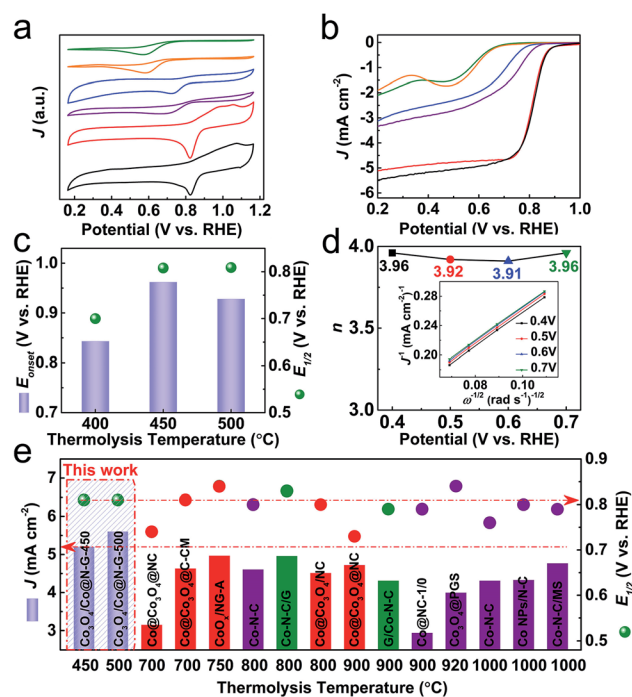 a
J (a.u.)
0.2 0.4 0.6 0.8 1.0 1.2
Potential (V vs. RHE)
b
J (mA cm⁻²)
0
-1
-2
-3
-4
-5
-6
0.2 0.4 0.6 0.8 1.0
Potential (V vs. RHE)
c
E_onset (V vs. RHE)
1.0
0.9
0.8
0.7
400 450 500
Thermolysis Temperature (°C)
0.8
0.7
0.6
0.5
E_1/2 (V vs. RHE)
d
n
4.0
3.5
3.0
3.96 3.92 3.91 3.96
J⁻¹ (mA cm⁻²)⁻¹
0.28
0.24
0.20
0.08 0.10
ω⁻¹/² (rad s⁻¹)⁻¹/²
0.4V
0.5V
0.6V
0.7V
0.4 0.5 0.6 0.7
Potential (V vs. RHE)
e
This work
J (mA cm⁻²)
7
6
5
4
3
Co₃O₄/Co@N-G-450
Co₃O₄/Co@N-G-500
Co@Co₃O₄@NC
Co@Co₃O₄@C-CM
CoOₓ/NG-A
Co-N-C
Co-N-C/G
Co@Co₃O₄/NC
Co@Co₃O₄@NC
G/Co-N-C
Co@NC-1/0
Co₃O₄@PGS
Co-N-C
Co NPs/N-C
Co-N-C/MS
450 500 700 700 750 800 800 800 900 900 900 920 1000 1000 1000
Thermolysis Temperature (°C)
0.9
0.8
0.7
0.6
0.5
E_1/2 (V vs. RHE)